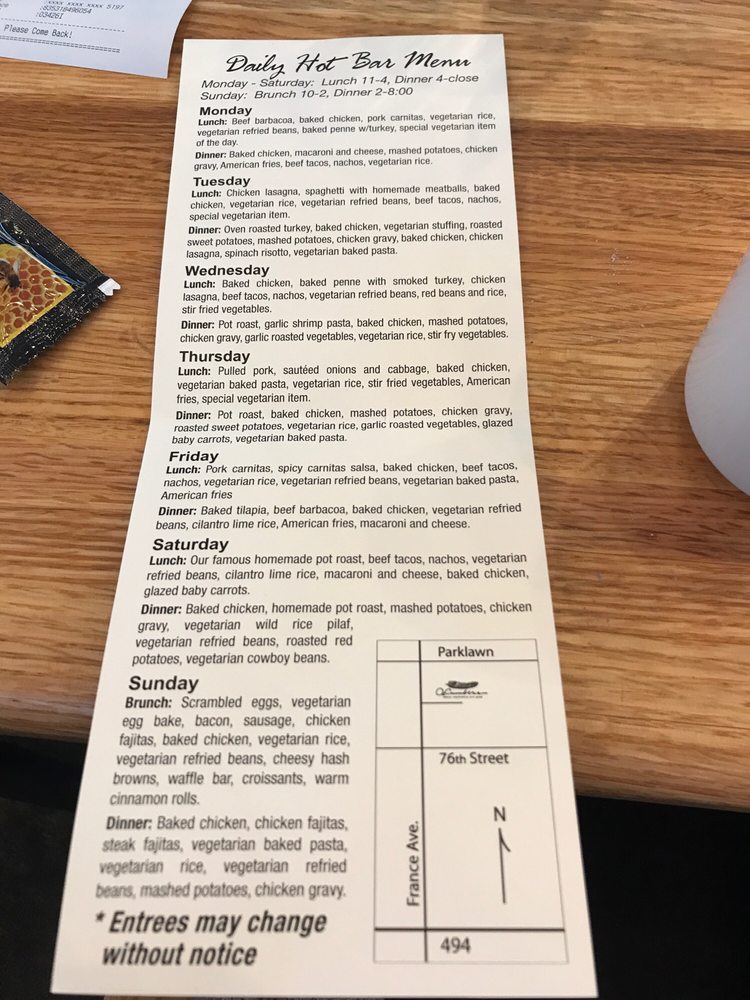 xxxx xxxx xxxx 5197
:835318496054
:03426I
Please Come Back!
Daily Hot Bar Menu
Monday - Saturday: Lunch 11-4, Dinner 4-close
Sunday: Brunch 10-2, Dinner 2-8:00
Monday
Lunch: Beef barbacoa, baked chicken, pork carnitas, vegetarian rice,
vegetarian refried beans, baked penne w/turkey, special vegetarian item
of the day.
Dinner: Baked chicken, macaroni and cheese, mashed potatoes, chicken
gravy, American fries, beef tacos, nachos, vegetarian rice.
Tuesday
Lunch: Chicken lasagna, spaghetti with homemade meatballs, baked
chicken, vegetarian rice, vegetarian refried beans, beef tacos, nachos,
special vegetarian item.
Dinner: Oven roasted turkey, baked chicken, vegetarian stuffing, roasted
sweet potatoes, mashed potatoes, chicken gravy, baked chicken, chicken
lasagna, spinach risotto, vegetarian baked pasta.
Wednesday
Lunch: Baked chicken, baked penne with smoked turkey, chicken
lasagna, beef tacos, nachos, vegetarian refried beans, red beans and rice,
stir fried vegetables.
Dinner: Pot roast, garlic shrimp pasta, baked chicken, mashed potatoes,
chicken gravy, garlic roasted vegetables, vegetarian rice, stir fry vegetables.
Thursday
Lunch: Pulled pork, sautéed onions and cabbage, baked chicken,
vegetarian baked pasta, vegetarian rice, stir fried vegetables, American
fries, special vegetarian item.
Dinner: Pot roast, baked chicken, mashed potatoes, chicken gravy,
roasted sweet potatoes, vegetarian rice, garlic roasted vegetables, glazed
baby carrots, vegetarian baked pasta.
Friday
Lunch: Pork carnitas, spicy carnitas salsa, baked chicken, beef tacos,
nachos, vegetarian rice, vegetarian refried beans, vegetarian baked pasta,
American fries
Dinner: Baked tilapia, beef barbacoa, baked chicken, vegetarian refried
beans, cilantro lime rice, American fries, macaroni and cheese.
Saturday
Lunch: Our famous homemade pot roast, beef tacos, nachos, vegetarian
refried beans, cilantro lime rice, macaroni and cheese, baked chicken,
glazed baby carrots.
Dinner: Baked chicken, homemade pot roast, mashed potatoes, chicken
gravy, vegetarian wild rice pilaf,
vegetarian refried beans, roasted red
potatoes, vegetarian cowboy beans.
Sunday
Brunch: Scrambled eggs, vegetarian
egg bake, bacon, sausage, chicken
fajitas, baked chicken, vegetarian rice,
vegetarian refried beans, cheesy hash
browns, waffle bar, croissants, warm
cinnamon rolls.
Dinner: Baked chicken, chicken fajitas,
steak fajitas, vegetarian baked pasta,
vegetarian rice, vegetarian refried
beans, mashed potatoes, chicken gravy.
* Entrees may change
without notice
Parklawn
76th Street
N
France Ave.
494